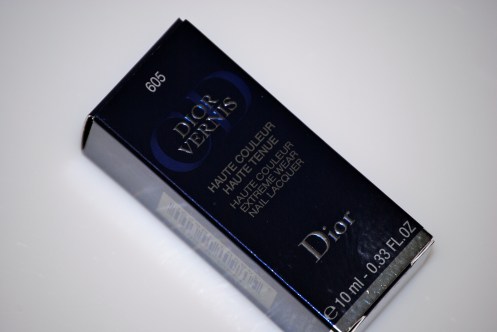 605
DIOR
VERNIS
HAUTE COULEUR
HAUTE TENUE
HAUTE COULEUR
EXTREME WEAR
NAIL LACQUER
Dior
℮ 10 ml - 0.33 FL.OZ